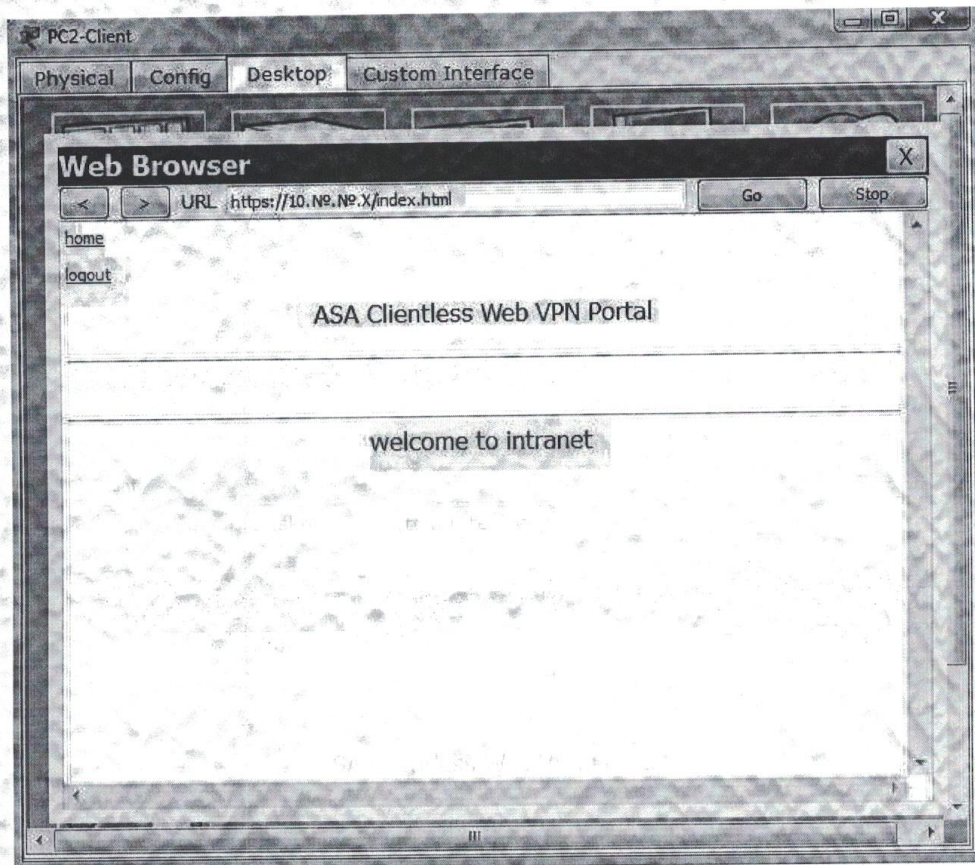 PC2-Client
Physical Config Desktop Custom Interface
Web Browser X
< > URL https://10.№.№.X/index.html Go Stop
home
logout
ASA Clientless Web VPN Portal
welcome to intranet